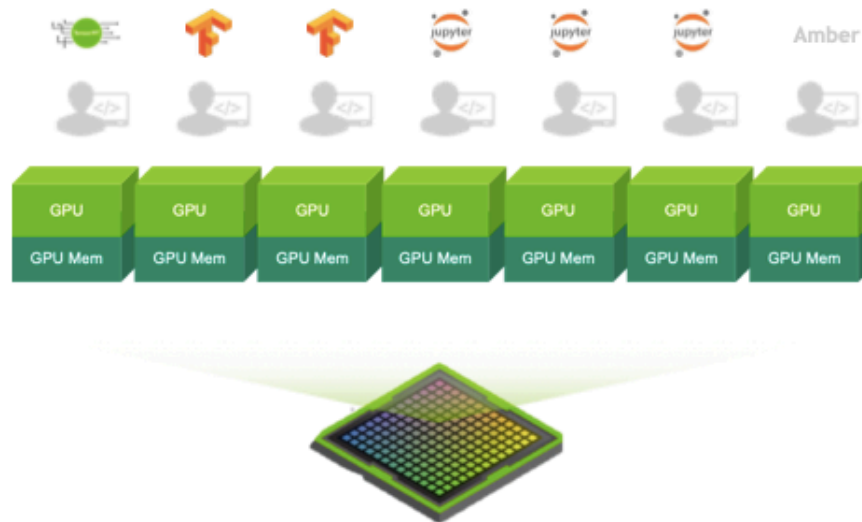 jupyter jupyter jupyter Amber
</> </> </> </> </> </> </>
GPU GPU GPU GPU GPU GPU GPU
GPU Mem GPU Mem GPU Mem GPU Mem GPU Mem GPU Mem GPU Mem